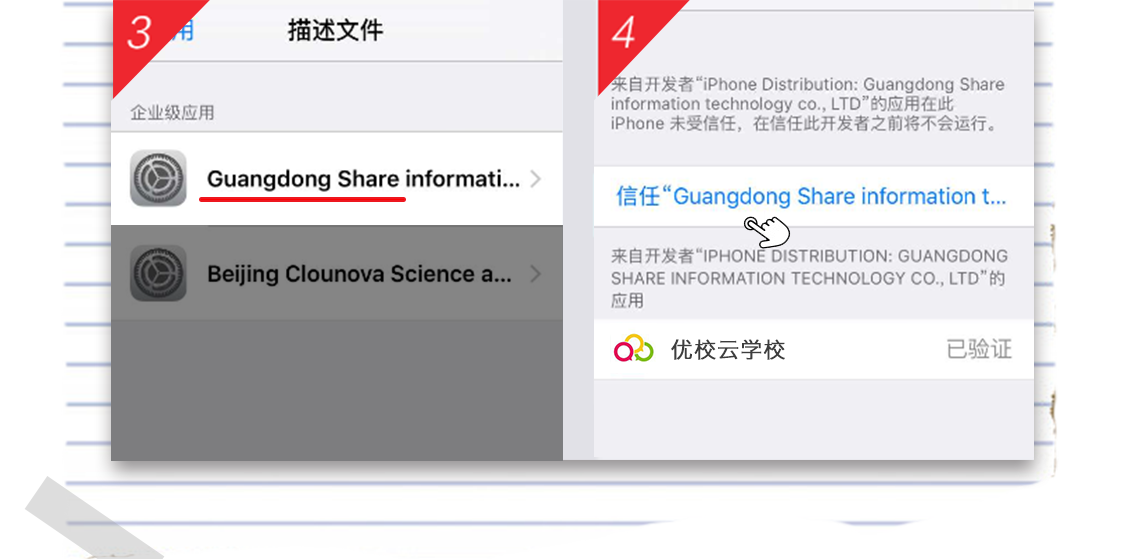 3
用
描述文件
企业级应用
Guangdong Share informati...
Beijing Clounova Science a...
4
来自开发者“iPhone Distribution: Guangdong Share
information technology co., LTD”的应用在此
iPhone 未受信任，在信任此开发者之前将不会运行。
信任“Guangdong Share information t...
来自开发者“IPHONE DISTRIBUTION: GUANGDONG
SHARE INFORMATION TECHNOLOGY CO., LTD”的
应用
优校云学校
已验证